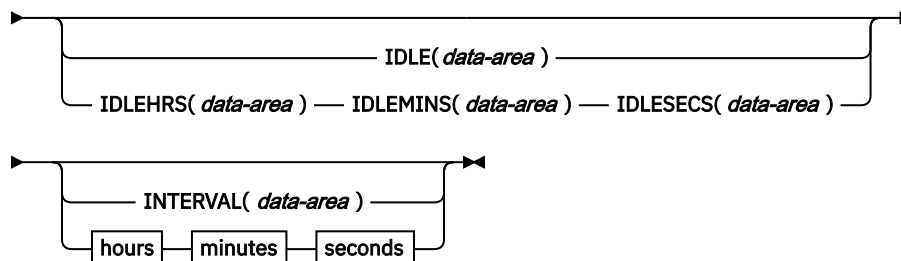 IDLE( data-area )
IDLEHRS( data-area ) IDLEMINS( data-area ) IDLESECS( data-area )
INTERVAL( data-area )
hours minutes seconds